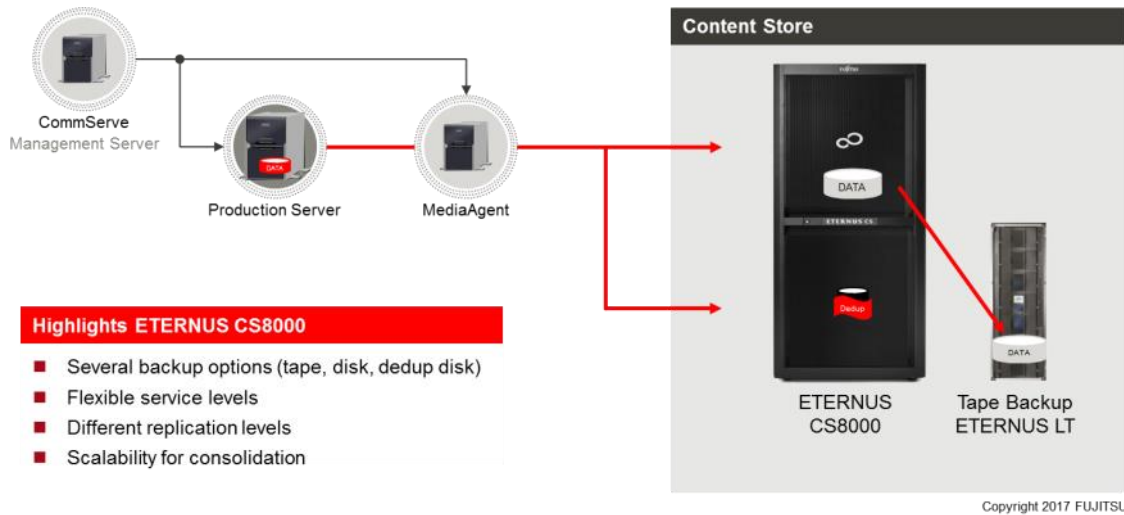 Content Store
FUJITSU
CommServe
Management Server
DATA
Production Server
MediaAgent
DATA
ETERNUS CS
Dedup
DATA
ETERNUS
CS8000
Tape Backup
ETERNUS LT
Highlights ETERNUS CS8000
Several backup options (tape, disk, dedup disk)
Flexible service levels
Different replication levels
Scalability for consolidation
Copyright 2017 FUJITSU